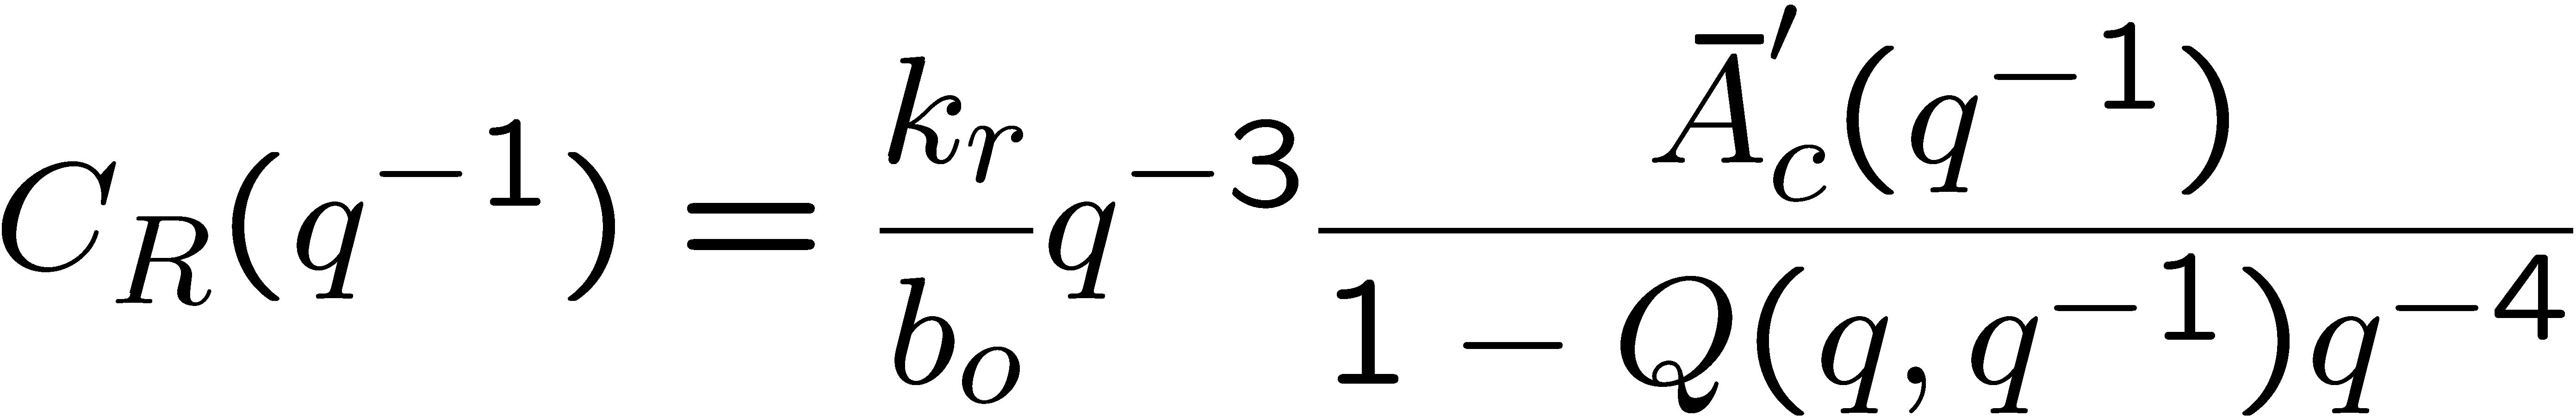 $C_R(q^{-1}) = \frac{k_r}{b_o} q^{-3} \frac{\bar{A}'_c(q^{-1})}{1 - Q(q, q^{-1})q^{-4}}$